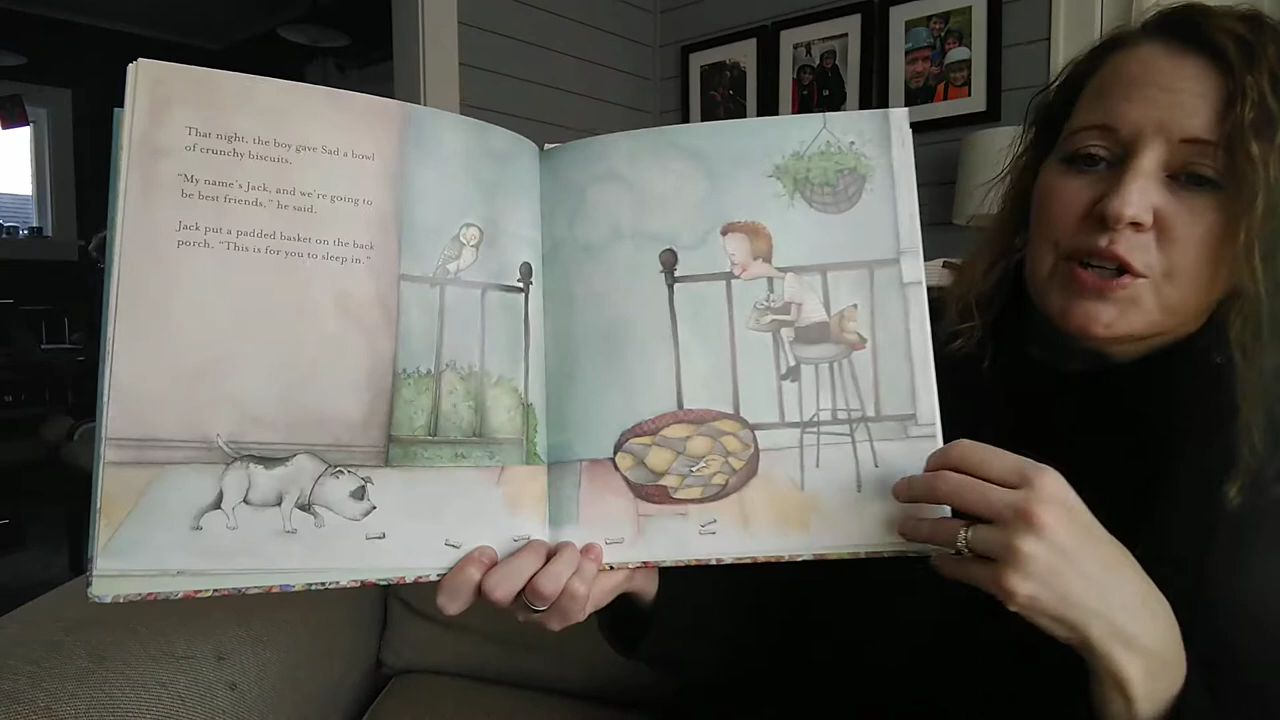 That night, the boy gave Sad a bowl
of crunchy biscuits.
"My name's Jack, and we're going to
be best friends," he said.
Jack put a padded basket on the back
porch. "This is for you to sleep in."